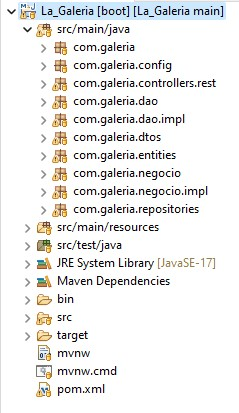 La_Galeria [boot] [La_Galeria main]
src/main/java
com.galeria
com.galeria.config
com.galeria.controllers.rest
com.galeria.dao
com.galeria.dao.impl
com.galeria.dtos
com.galeria.entities
com.galeria.negocio
com.galeria.negocio.impl
com.galeria.repositories
src/main/resources
src/test/java
JRE System Library [JavaSE-17]
Maven Dependencies
bin
src
target
mvnw
mvnw.cmd
pom.xml